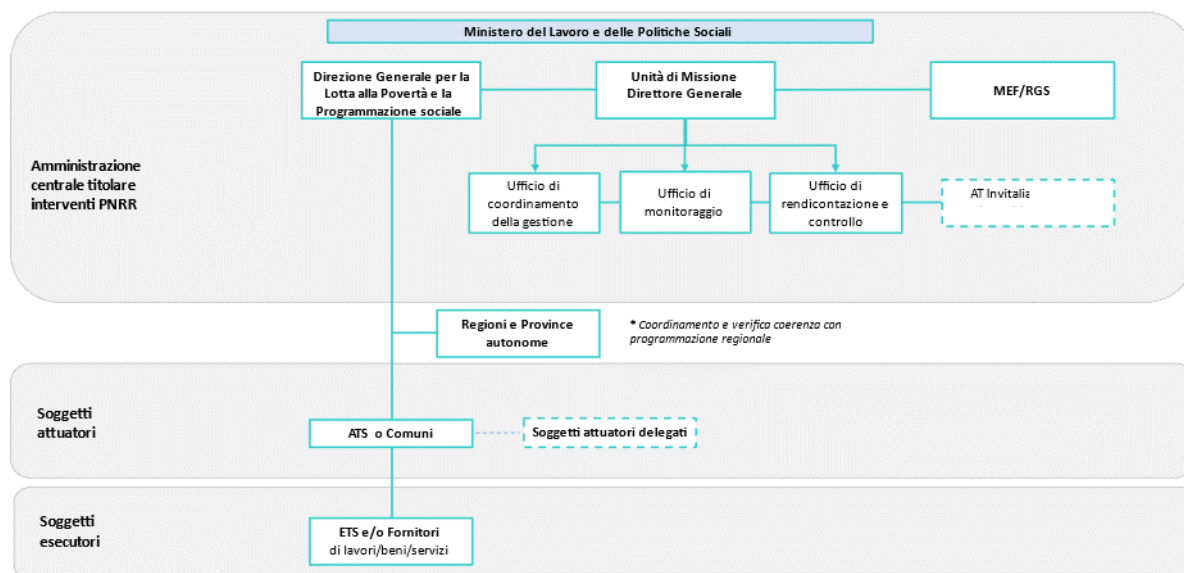 Ministero del Lavoro e delle Politiche Sociali
Direzione Generale per la
Lotta alla Povertà e la
Programmazione sociale
Unità di Missione
Direttore Generale
MEF/RGS
Amministrazione
centrale titolare
interventi PNRR
Ufficio di
coordinamento
della gestione
Ufficio di
monitoraggio
Ufficio di
rendicontazione e
controllo
AT Invitalia
Regioni e Province
autonome
* Coordinamento e verifica coerenza con
programmazione regionale
Soggetti
attuatori
ATS o Comuni
Soggetti attuatori delegati
Soggetti
esecutori
ETS e/o Fornitori
di lavori/beni/servizi